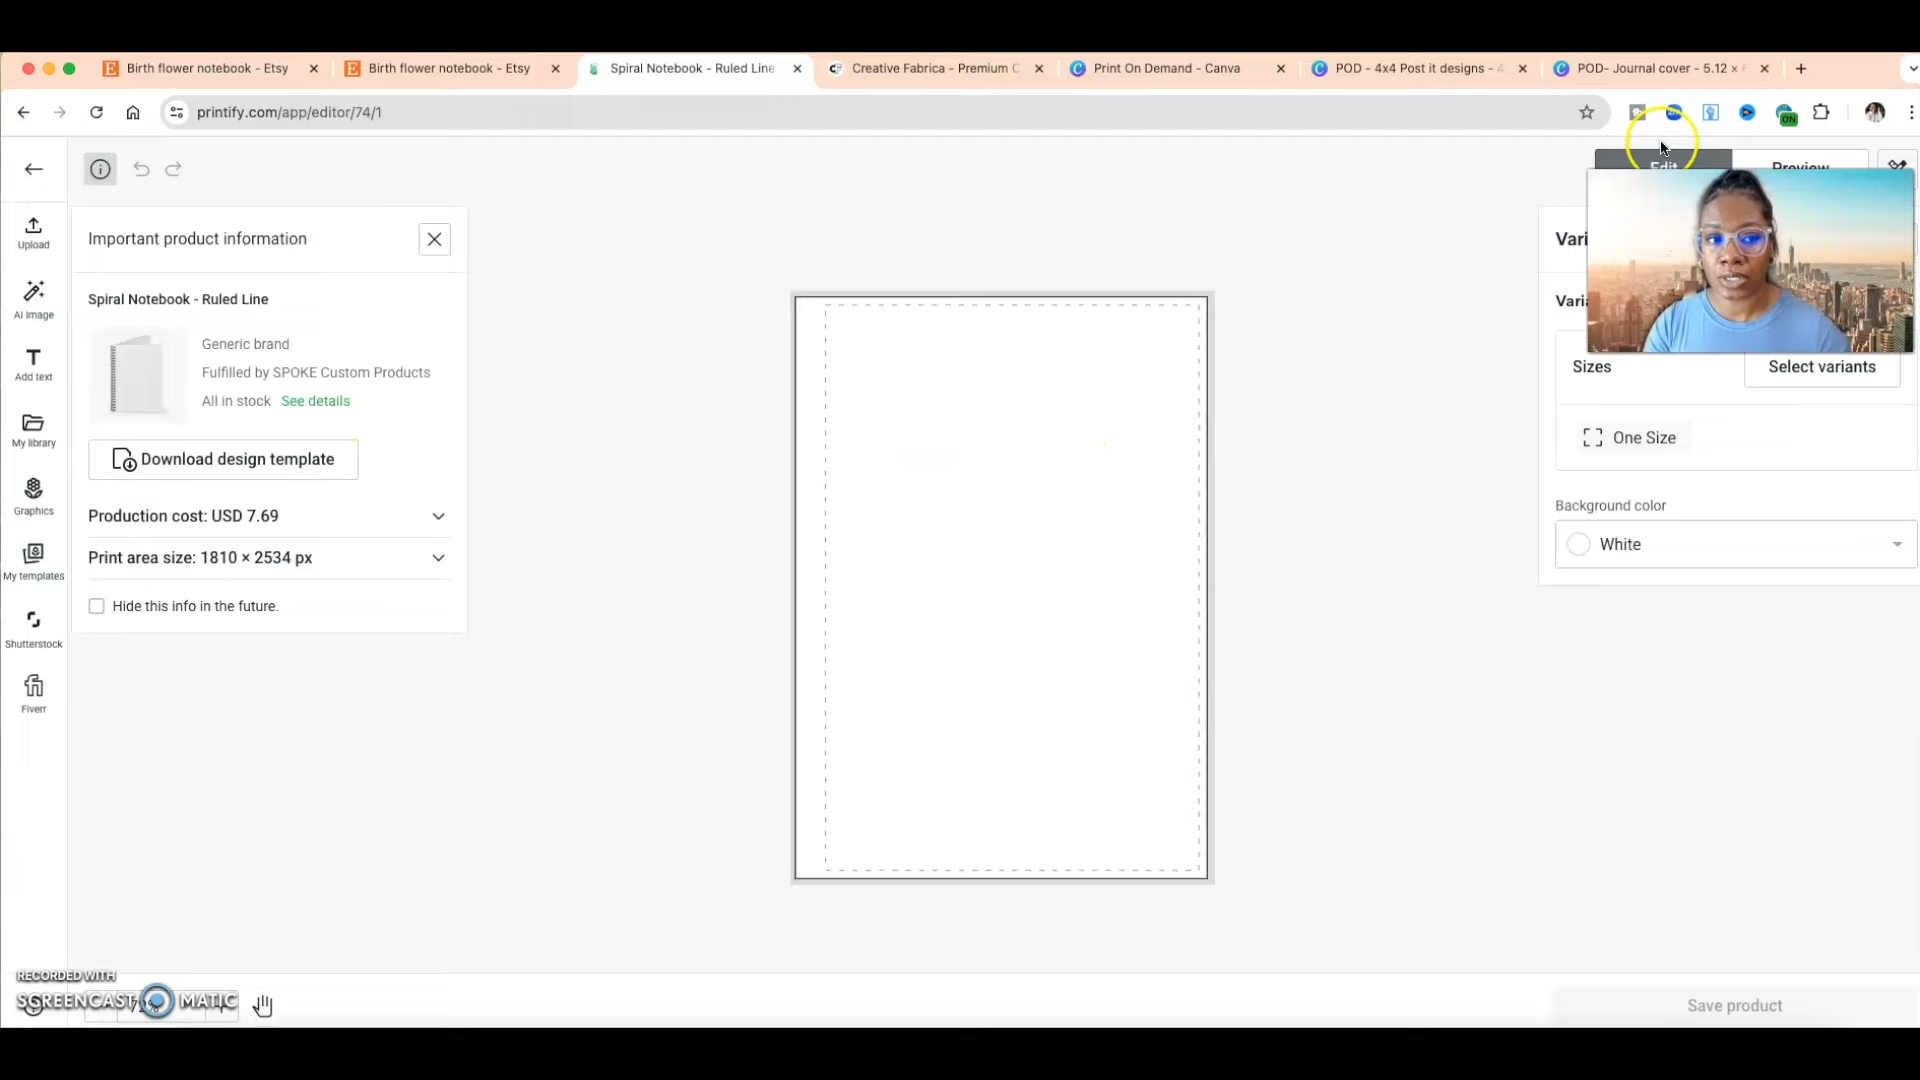 Birth flower notebook - Etsy
Birth flower notebook - Etsy
Spiral Notebook - Ruled Line
Creative Fabrica - Premium C
Print On Demand - Canva
POD - 4x4 Post it designs - 4
POD- Journal cover - 5.12 ×
printify.com/app/editor/74/1
ON
Edit
Preview
Upload
AI Image
Add text
My library
Graphics
My templates
Shutterstock
Fiverr
Important product information
Spiral Notebook - Ruled Line
Generic brand
Fulfilled by SPOKE Custom Products
All in stock See details
Download design template
Production cost: USD 7.69
Print area size: 1810 × 2534 px
Hide this info in the future.
Vari
Vari
Sizes
Select variants
One Size
Background color
White
RECORDED WITH
SCREENCAST MATIC
Save product